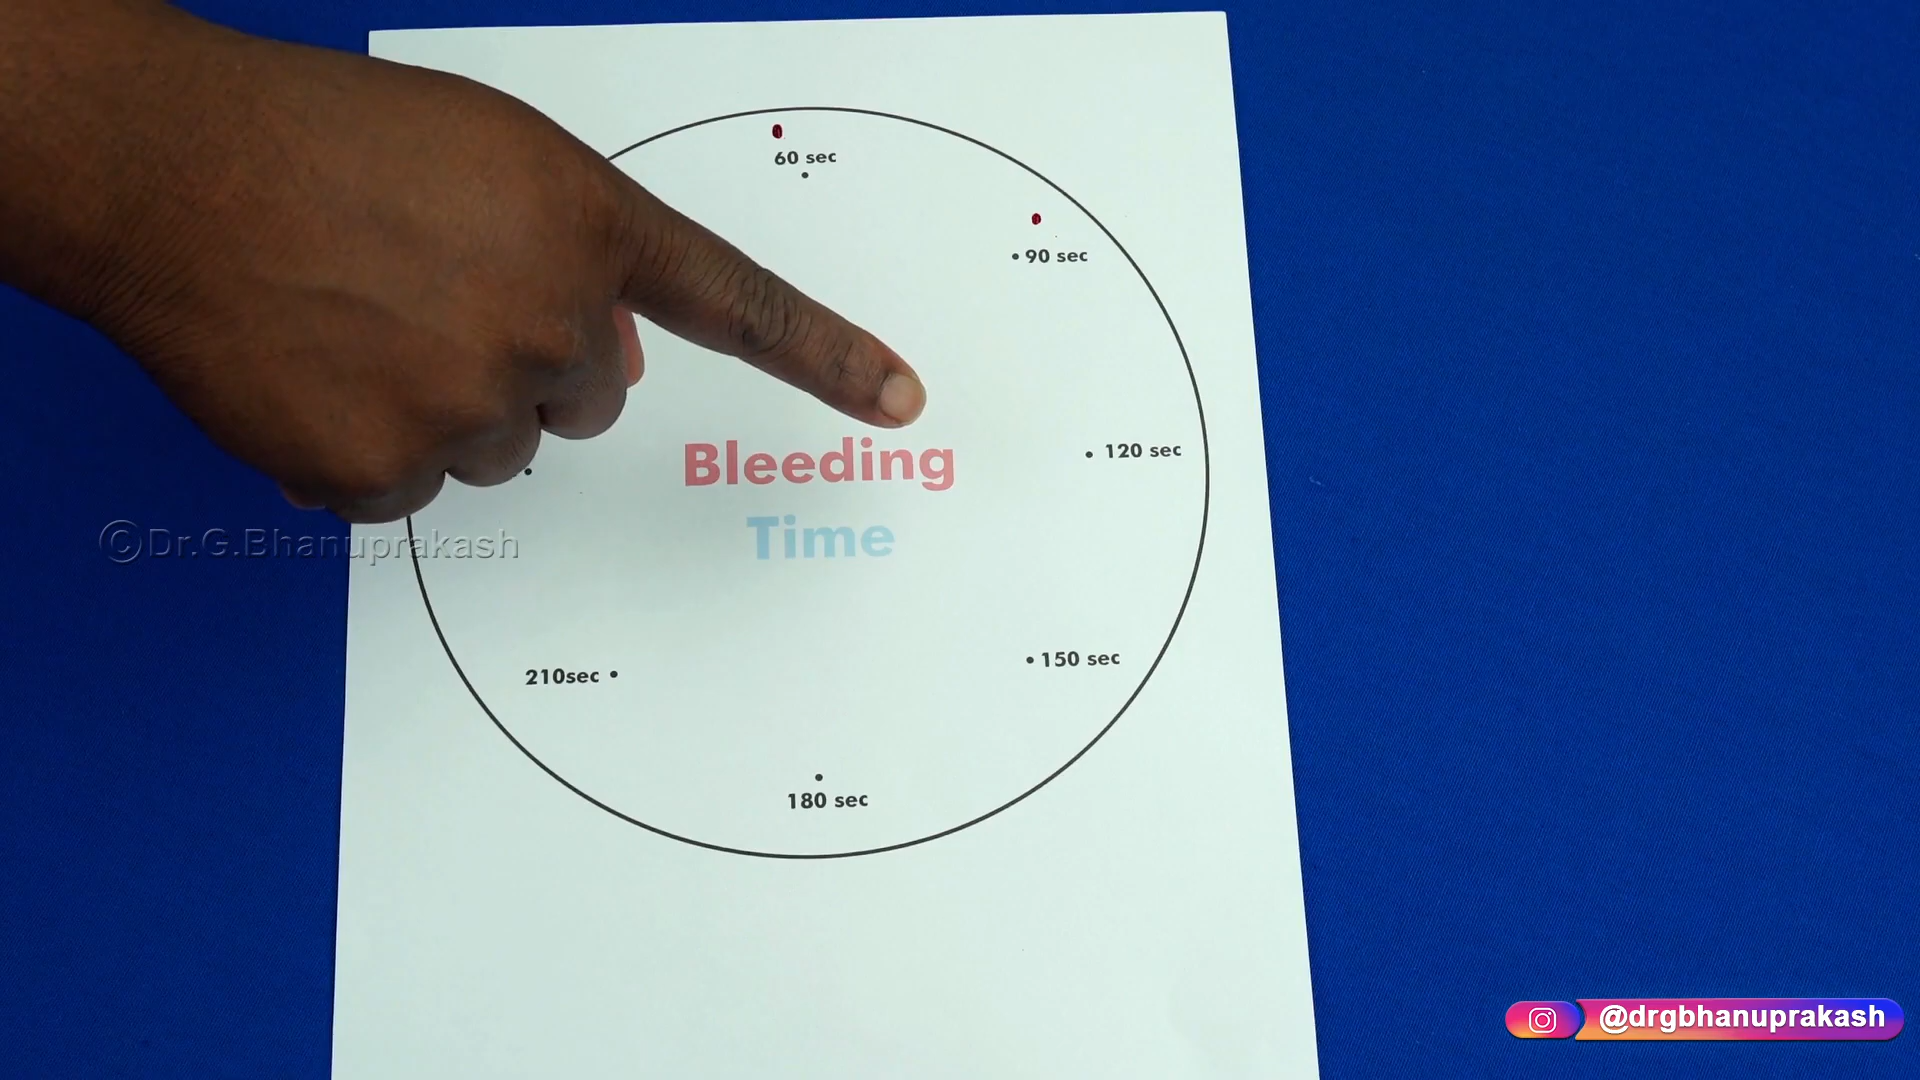 60 sec
90 sec
Bleeding
Time
120 sec
©Dr.G.Bhanuprakash
150 sec
210sec
180 sec
@drgbhanuprakash